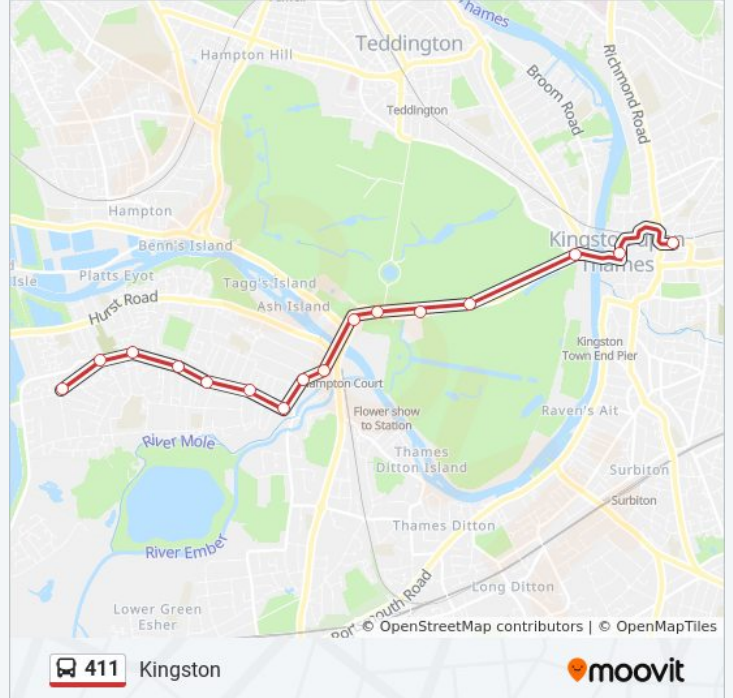 Thames
Teddington
Hampton Hill
Richmond Road
Broom Road
Teddington
Hampton
Benn's Island
Kingston upon
Thames
Platts Eyot
Isle
Tagg's Island
Hurst Road
Ash Island
Kingston
Town End Pier
Hampton Court
Flower show
to Station
Raven's Ait
River Mole
Thames
Ditton Island
Surbiton
Surbiton
Thames Ditton
River Ember
Long Ditton
Lower Green
Esher
Portsmouth Road
© OpenStreetMap contributors | © OpenMapTiles
411 Kingston
moovit